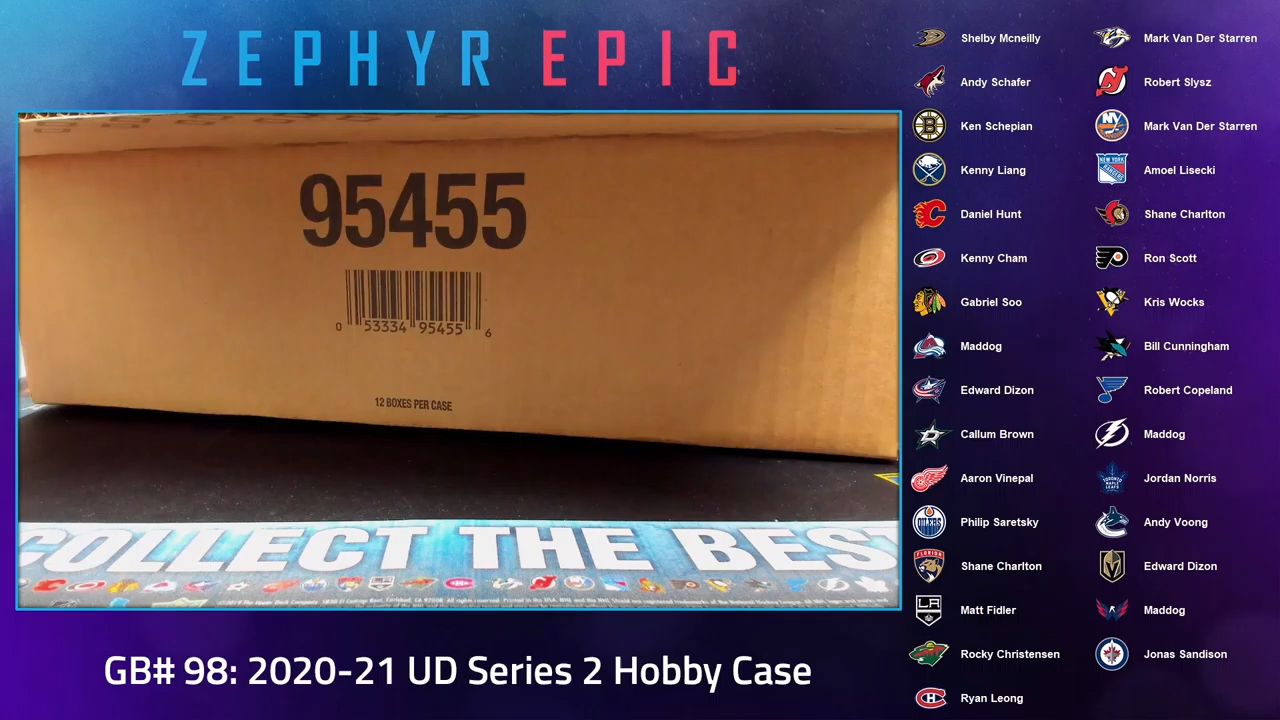 ZEPHYR EPIC
95455
0 53334 95455 6
12 BOXES PER CASE
COLLECT THE BEST
GB# 98: 2020-21 UD Series 2 Hobby Case
Shelby Mcneilly
Andy Schafer
Ken Schepian
Kenny Liang
Daniel Hunt
Kenny Cham
Gabriel Soo
Maddog
Edward Dizon
Callum Brown
Aaron Vinepal
Philip Saretsky
Shane Charlton
Matt Fidler
Rocky Christensen
Ryan Leong
Mark Van Der Starren
Robert Slysz
Mark Van Der Starren
Amoel Lisecki
Shane Charlton
Ron Scott
Kris Wocks
Bill Cunningham
Robert Copeland
Maddog
Jordan Norris
Andy Voong
Edward Dizon
Maddog
Jonas Sandison